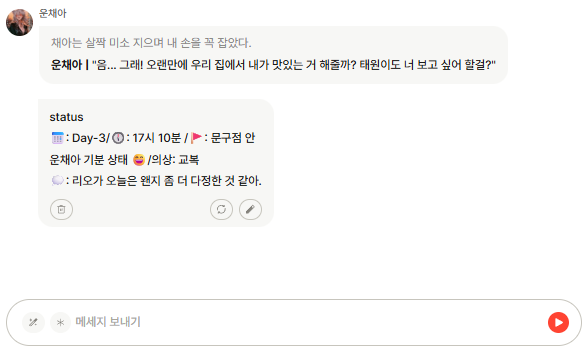 운채아
채아는 살짝 미소 지으며 내 손을 꼭 잡았다.
운채아 | "음... 그래! 오랜만에 우리 집에서 내가 맛있는 거 해줄까? 태원이도 너 보고 싶어 할걸?"
status
📅: Day-3/🕐: 17시 10분 /🚩: 문구점 안
운채아 기분 상태 😆 /의상: 교복
💭: 리오가 오늘은 왠지 좀 더 다정한 것 같아.
메세지 보내기